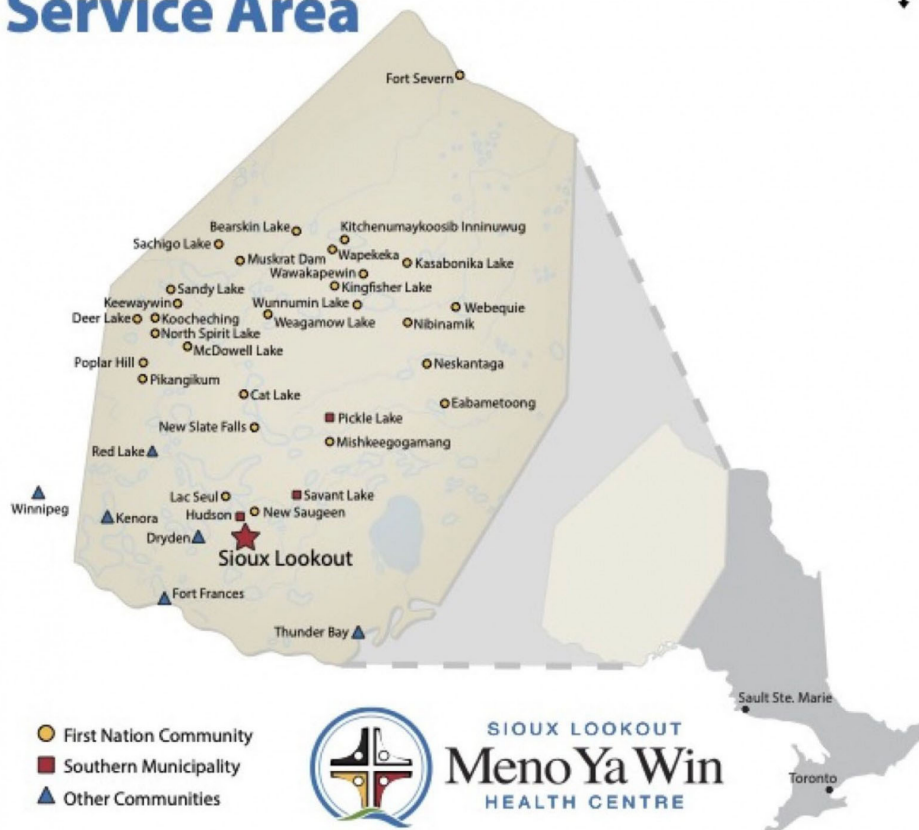 Service Area
Fort Severn
Bearskin Lake
Kitchenumaykoosib Inninuwug
Sachigo Lake
Muskrat Dam
Wapekeka
Kasabonika Lake
Wawakapewin
Sandy Lake
Kingfisher Lake
Keewaywin
Wunnumin Lake
Webequie
Deer Lake
Koocheching
Weagamow Lake
Nibinamik
North Spirit Lake
McDowell Lake
Poplar Hill
Neskantaga
Pikangikum
Cat Lake
Eabametoong
Pickle Lake
New Slate Falls
Mishkeegogamang
Red Lake
Winnipeg
Lac Seul
Savant Lake
Kenora
Hudson
New Saugeen
Dryden
Sioux Lookout
Fort Frances
Thunder Bay
Sault Ste. Marie
Toronto
First Nation Community
Southern Municipality
Other Communities
SIOUX LOOKOUT
Meno Ya Win
HEALTH CENTRE